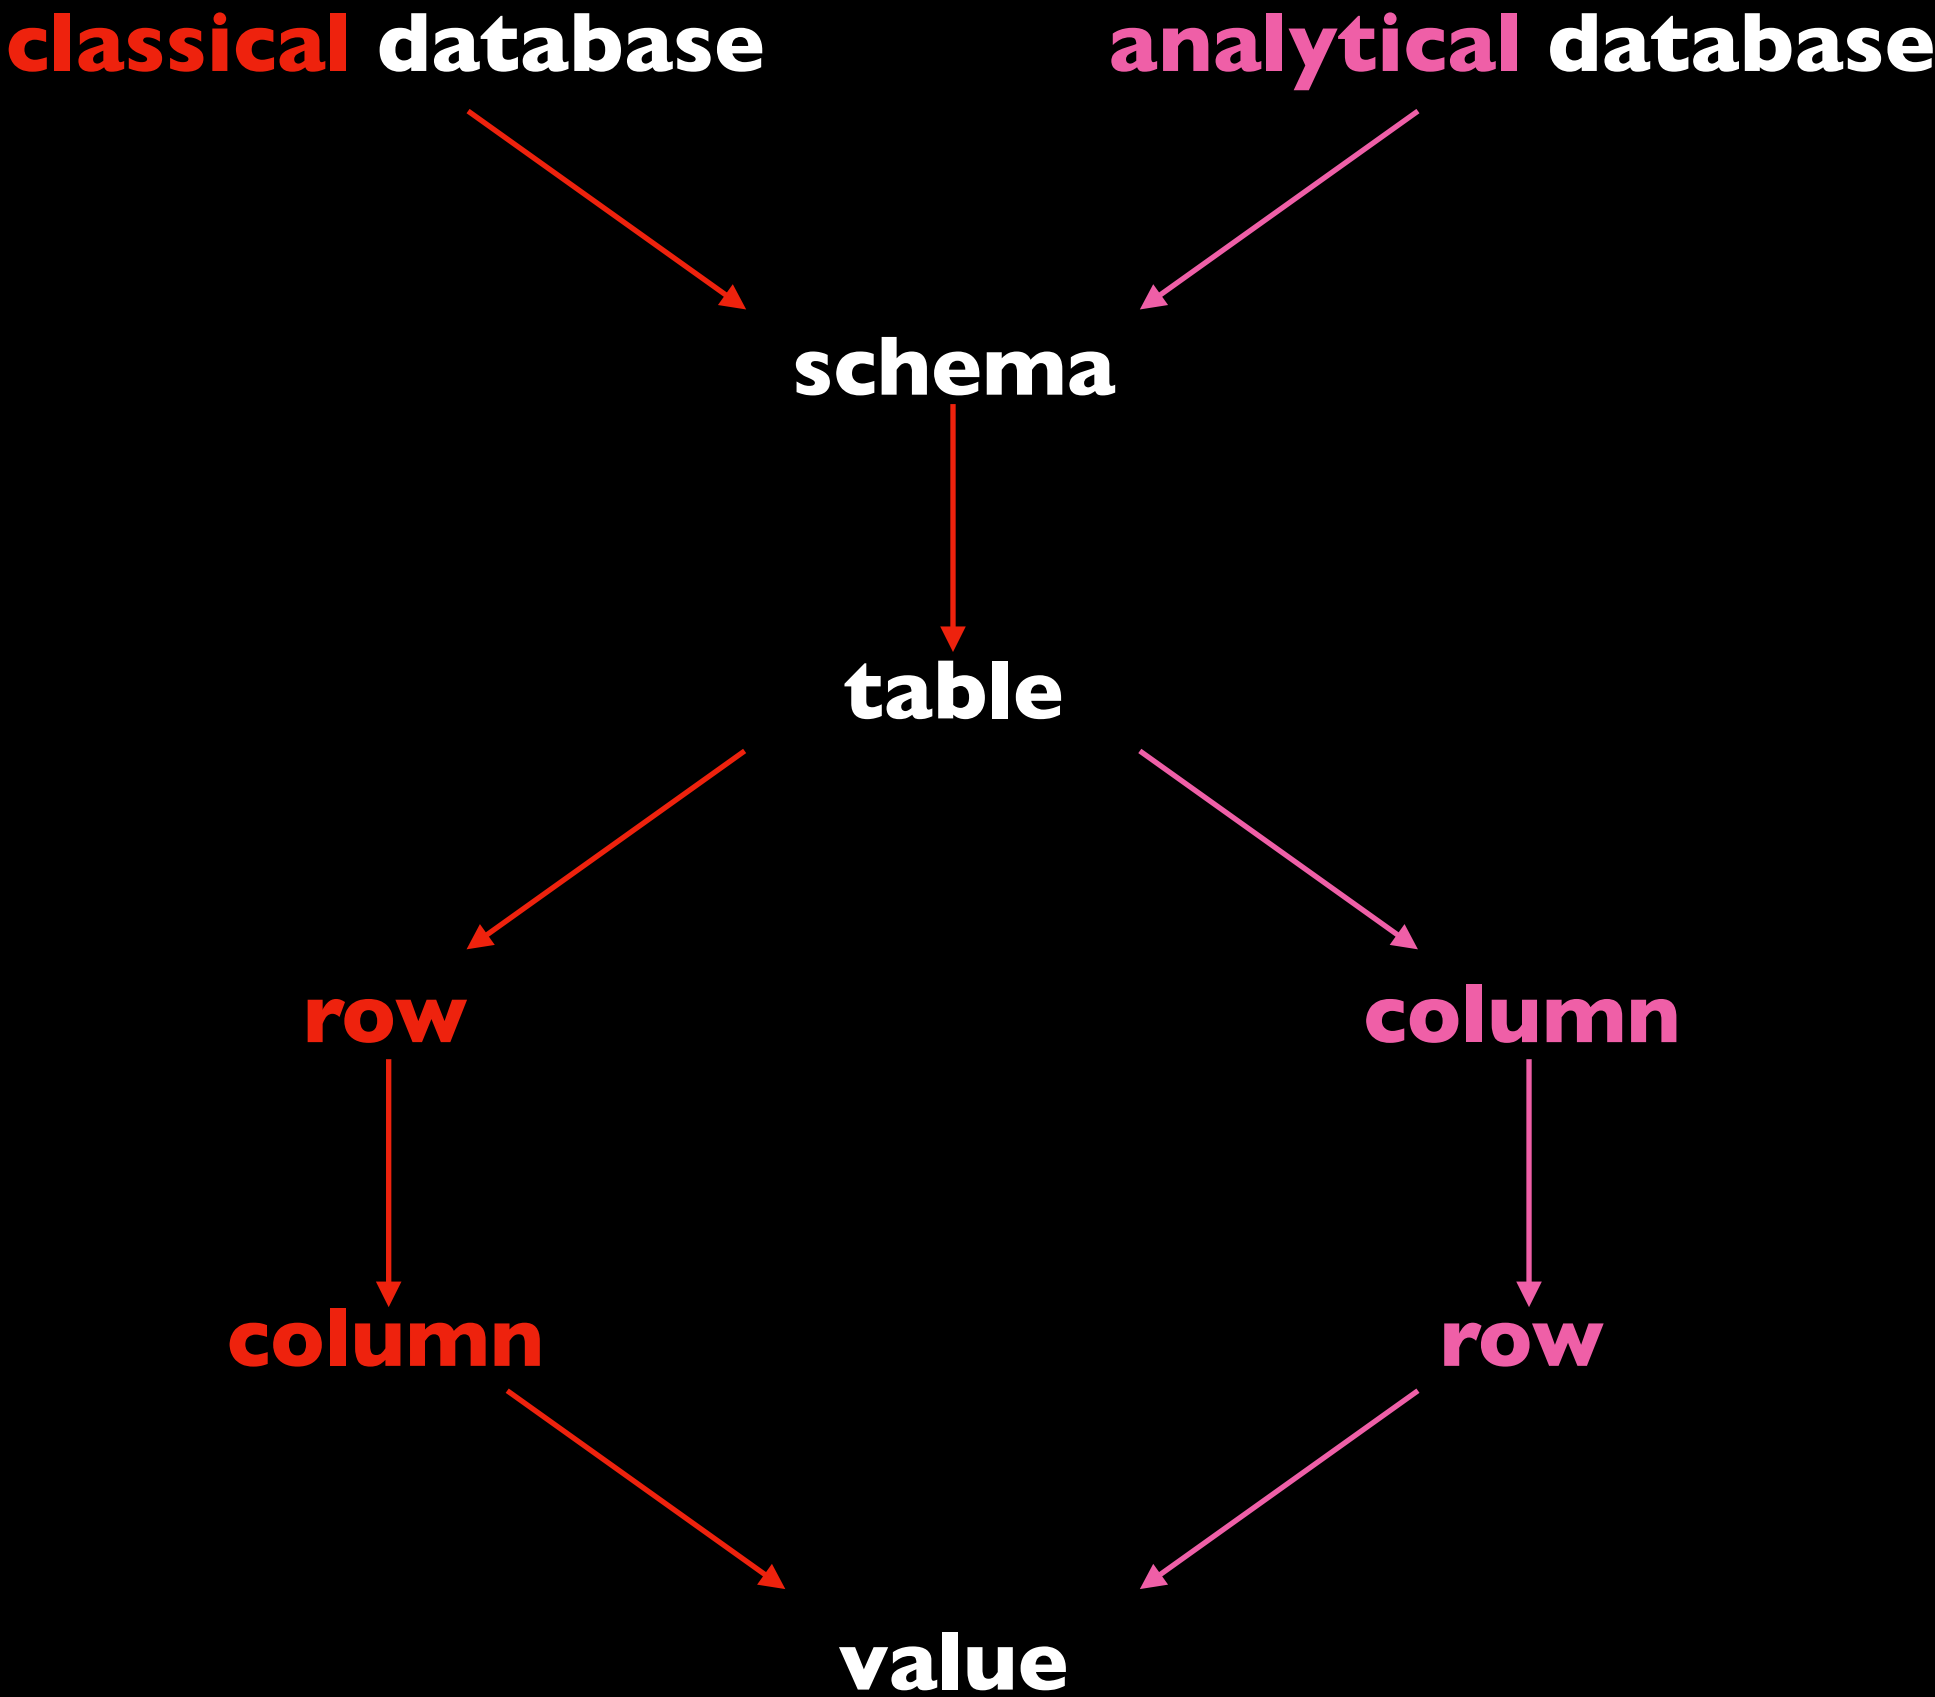 classical database
analytical database
schema
table
row
column
column
row
value